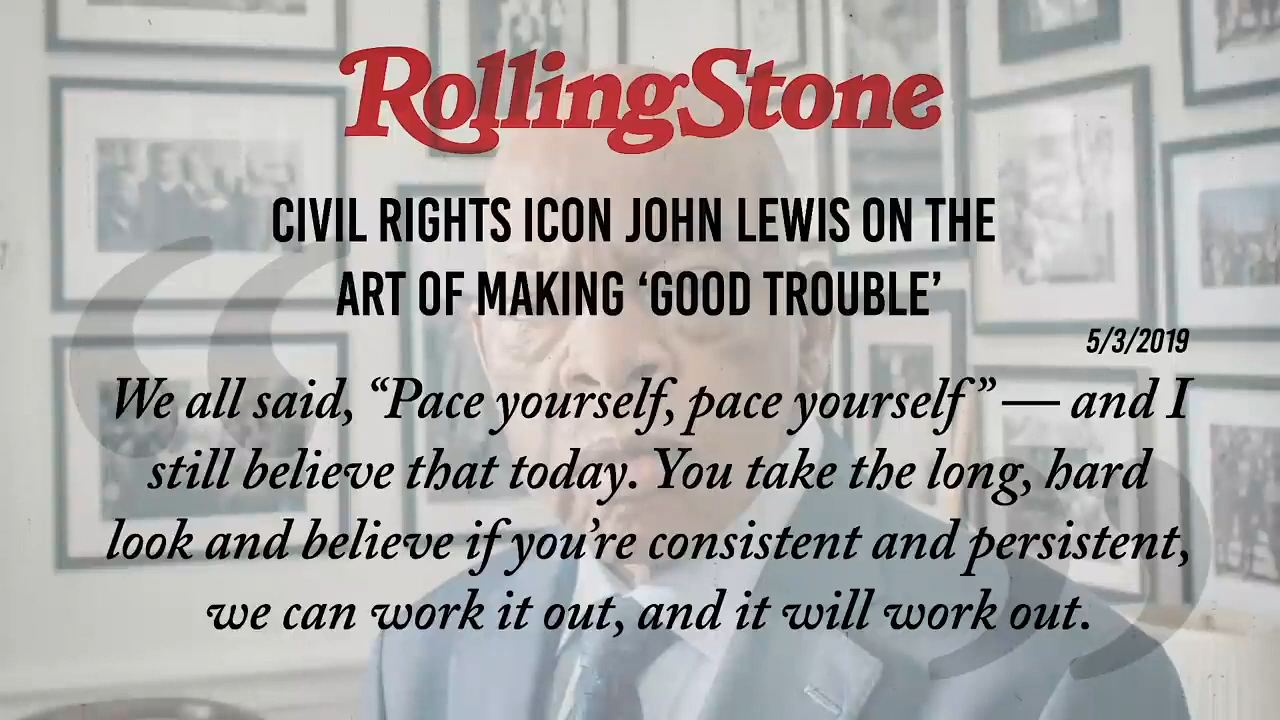 RollingStone
CIVIL RIGHTS ICON JOHN LEWIS ON THE
ART OF MAKING ‘GOOD TROUBLE’
5/3/2019
We all said, “Pace yourself, pace yourself” — and I
still believe that today. You take the long, hard
look and believe if you’re consistent and persistent,
we can work it out, and it will work out.